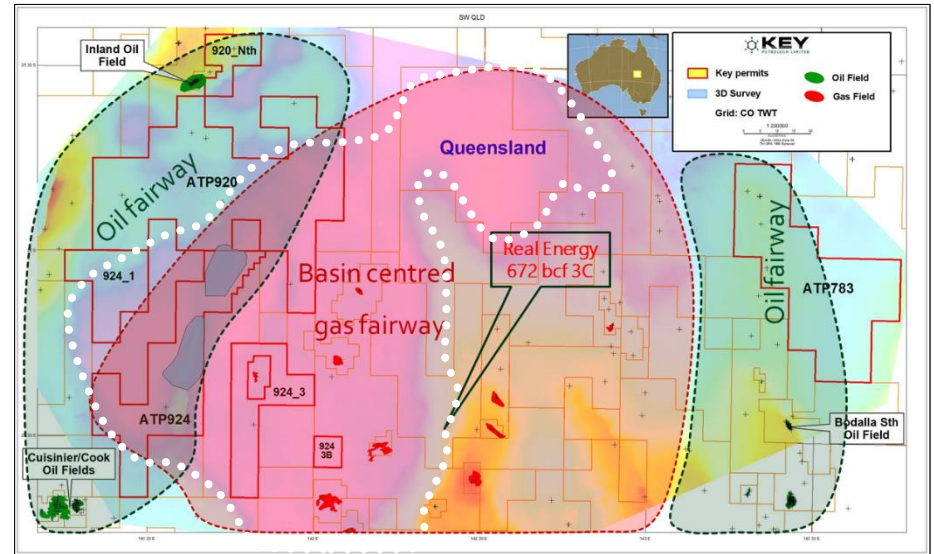 SW QLD
Inland Oil
Field
920_Nth
KEY
PETROLEUM LIMITED
Key permits
Oil Field
3D Survey
Gas Field
Grid: CO TWT
Queensland
Oil fairway
ATP920
924_1
Real Energy
672 bcf 3C
Basin centred
gas fairway
Oil fairway
ATP783
924_3
ATP924
924
3B
Bodalla Sth
Oil Field
Cuisinier/Cook
Oil Fields